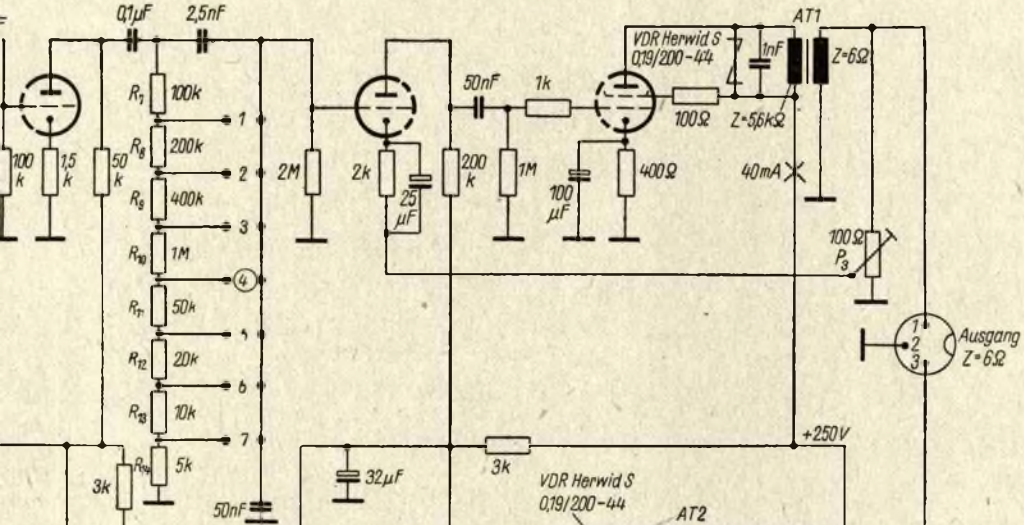 0,1µF
2,5nF
AT1
VDR Herwid S
0,19/200-44
1nF
Z=6Ω
R7
100k
50nF
1k
100Ω
Z=5,6kΩ
1
R8
200k
100
k
1,5
k
50
k
2
2M
2k
25
µF
200
k
1M
100
µF
400Ω
40mA
R9
400k
3
R10
1M
100Ω
P3
4
R11
50k
5
1
2
3
Ausgang
Z=6Ω
R12
20k
6
R13
10k
7
+250V
R14
5k
3k
32µF
3k
VDR Herwid S
0,19/200-44
50nF
AT2